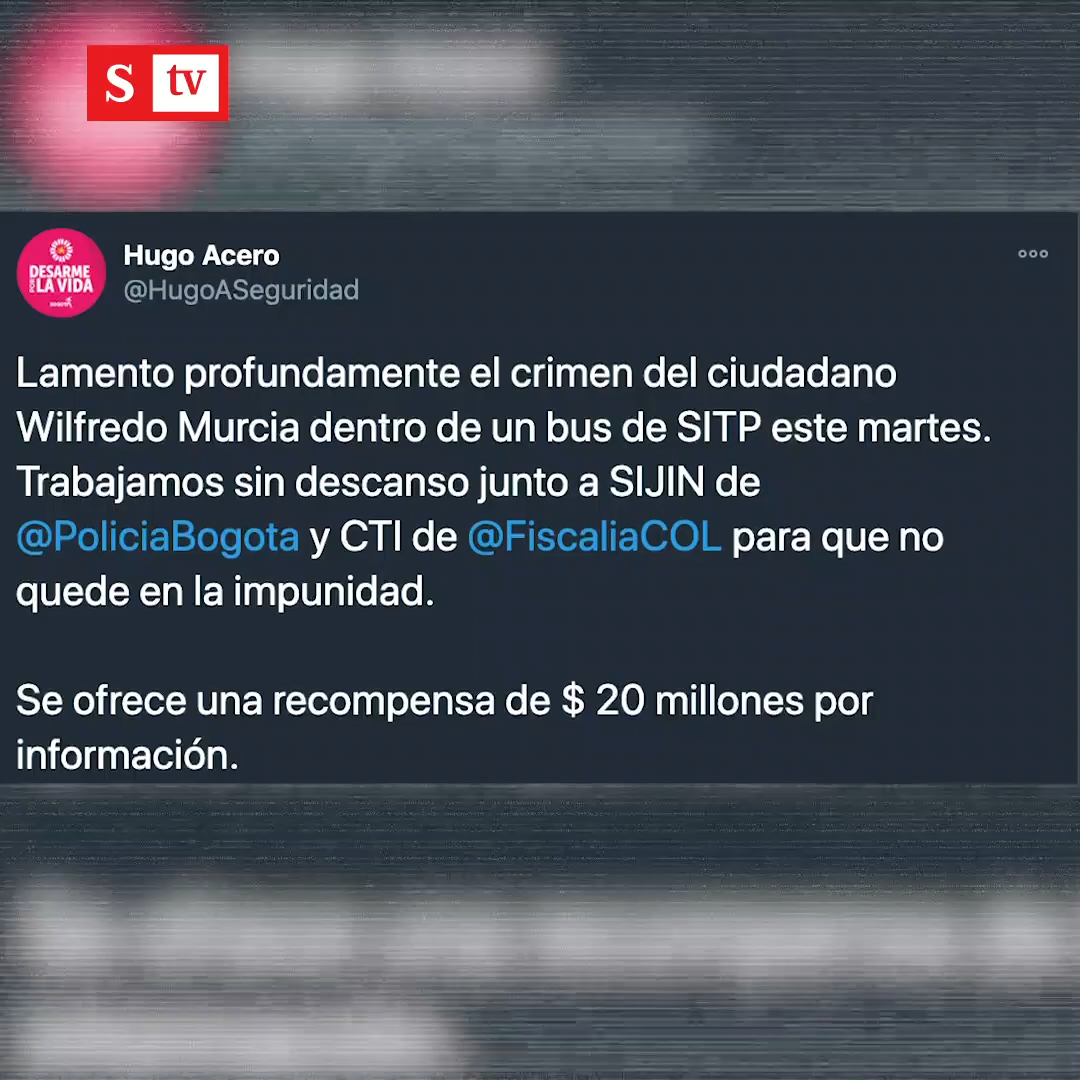 S tv
Hugo Acero
@HugoASeguridad
DESARME
POR LA VIDA
BOGOTÁ
Lamento profundamente el crimen del ciudadano
Wilfredo Murcia dentro de un bus de SITP este martes.
Trabajamos sin descanso junto a SIJIN de
@PoliciaBogota y CTI de @FiscaliaCOL para que no
quede en la impunidad.
Se ofrece una recompensa de $ 20 millones por
información.